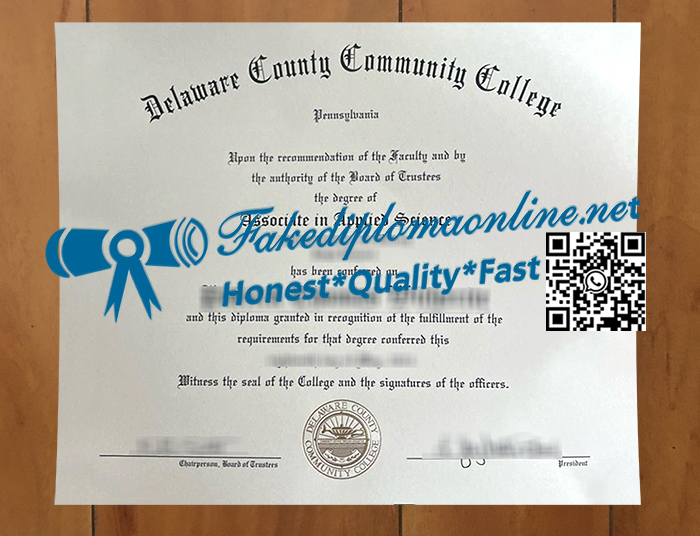 Delaware County Community College
Pennsylvania
Upon the recommendation of the Faculty and by
the authority of the Board of Trustees
the degree of
Associate in Applied Science
Fakediplomaonline.net
has been conferred on
Honest*Quality*Fast
and this diploma granted in recognition of the fulfillment of the
requirements for that degree conferred this
Witness the seal of the College and the signatures of the officers.
DELAWARE COUNTY
COMMUNITY COLLEGE
Chairperson, Board of Trustees
President